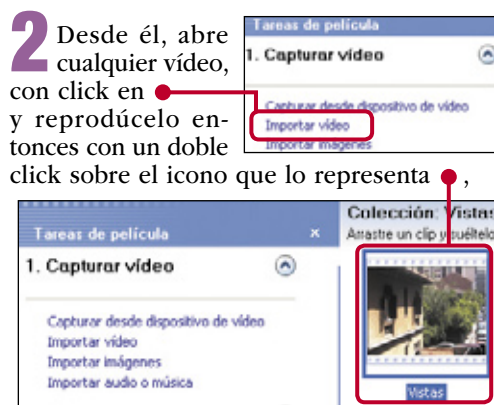 2 Desde él, abre
cualquier vídeo,
con click en
y reprodúcelo en-
tonces con un doble
click sobre el icono que lo representa ,
Tareas de película
1. Capturar vídeo
Capturar desde dispositivo de vídeo
Importar vídeo
Importar imágenes
Tareas de película
1. Capturar vídeo
Capturar desde dispositivo de vídeo
Importar vídeo
Importar imágenes
Importar audio o música
Colección: Vistas
Arrastre un clip y suéltelo
Vistas